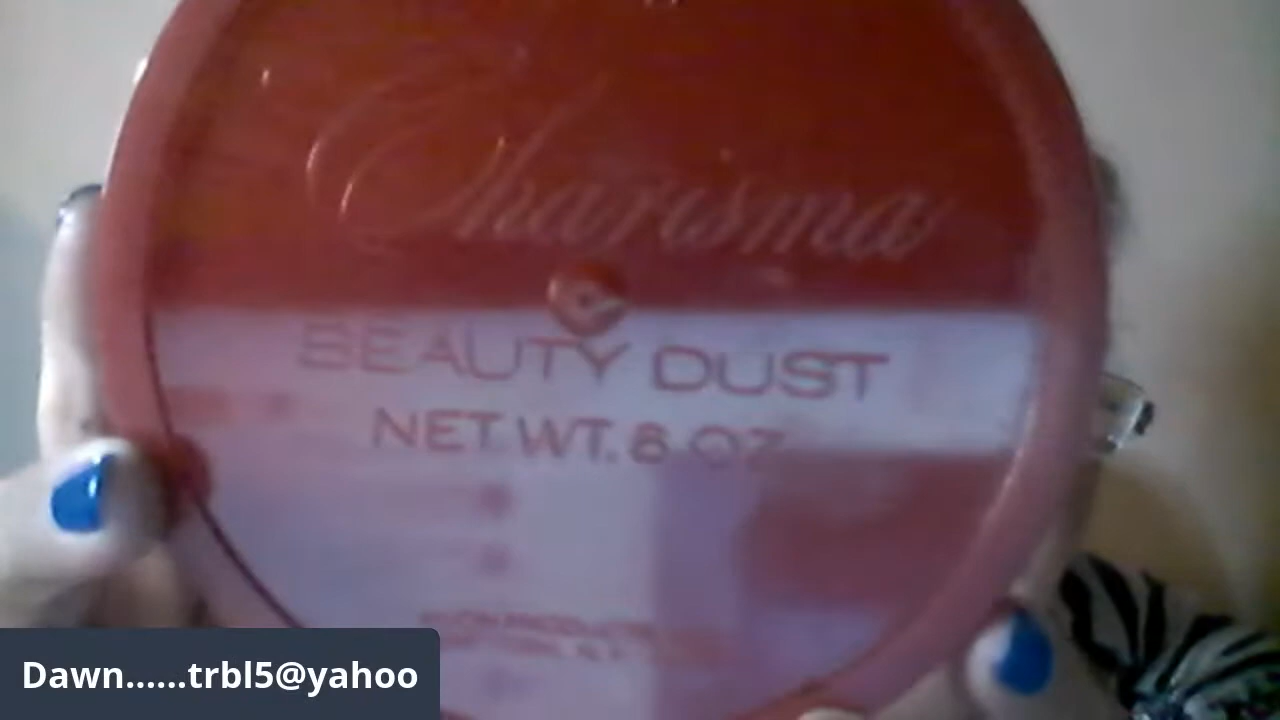 Charisma
BEAUTY DUST
NET. WT. 6 OZ.
Dawn......trbl5@yahoo